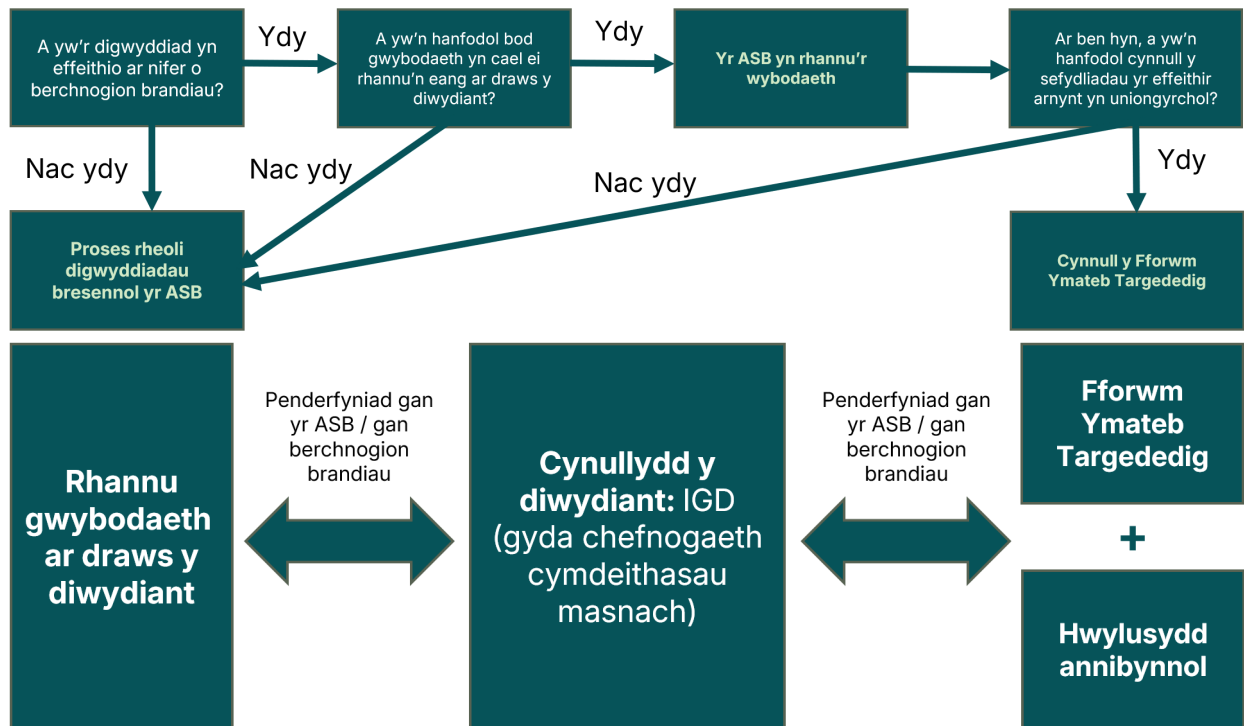 A yw'r digwyddiad yn
effeithio ar nifer o
berchnogion brandiau?
Ydy
A yw'n hanfodol bod
gwybodaeth yn cael ei
rhannu'n eang ar draws y
diwydiant?
Ydy
Yr ASB yn rhannu'r
wybodaeth
Ar ben hyn, a yw'n
hanfodol cynnull y
sefydliadau yr effeithir
arnynt yn uniongyrchol?
Nac ydy
Nac ydy
Nac ydy
Ydy
Proses rheoli
digwyddiadau
bresennol yr ASB
Cynnull y Fforwm
Ymateb Targededig
Rhannu
gwybodaeth
ar draws y
diwydiant
Penderfyniad gan
yr ASB / gan
berchnogion
brandiau
Cynullydd y
diwydiant: IGD
(gyda chefnogaeth
cymdeithasau
masnach)
Penderfyniad gan
yr ASB / gan
berchnogion
brandiau
Fforwm
Ymateb
Targededig
+
Hwylusydd
annibynnol